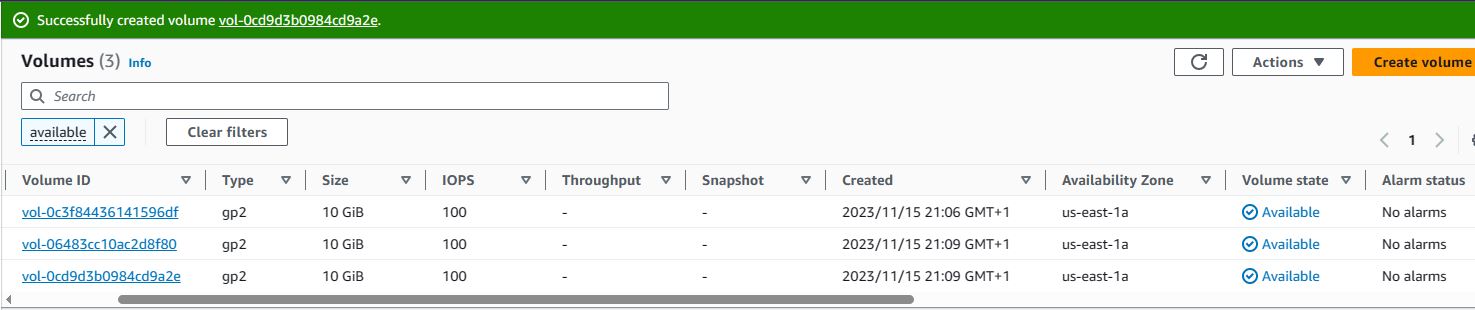 Successfully created volume vol-0cd9d3b0984cd9a2e.
Volumes (3) Info
Actions Create volume
Search
available Clear filters
1
Volume ID Type Size IOPS Throughput Snapshot Created Availability Zone Volume state Alarm status
vol-0c3f84436141596df gp2 10 GiB 100 - - 2023/11/15 21:06 GMT+1 us-east-1a Available No alarms
vol-06483cc10ac2d8f80 gp2 10 GiB 100 - - 2023/11/15 21:09 GMT+1 us-east-1a Available No alarms
vol-0cd9d3b0984cd9a2e gp2 10 GiB 100 - - 2023/11/15 21:09 GMT+1 us-east-1a Available No alarms